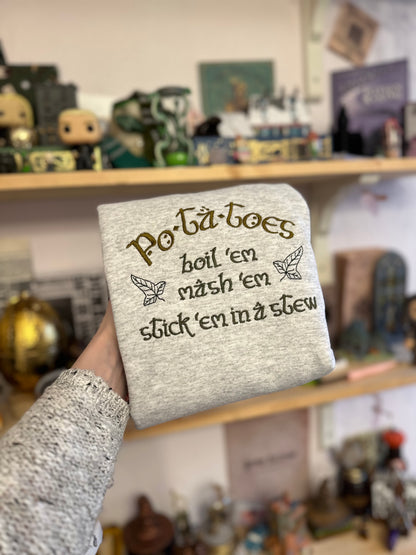 Po·ta·toes
boil 'em
mash 'em
stick 'em in a stew